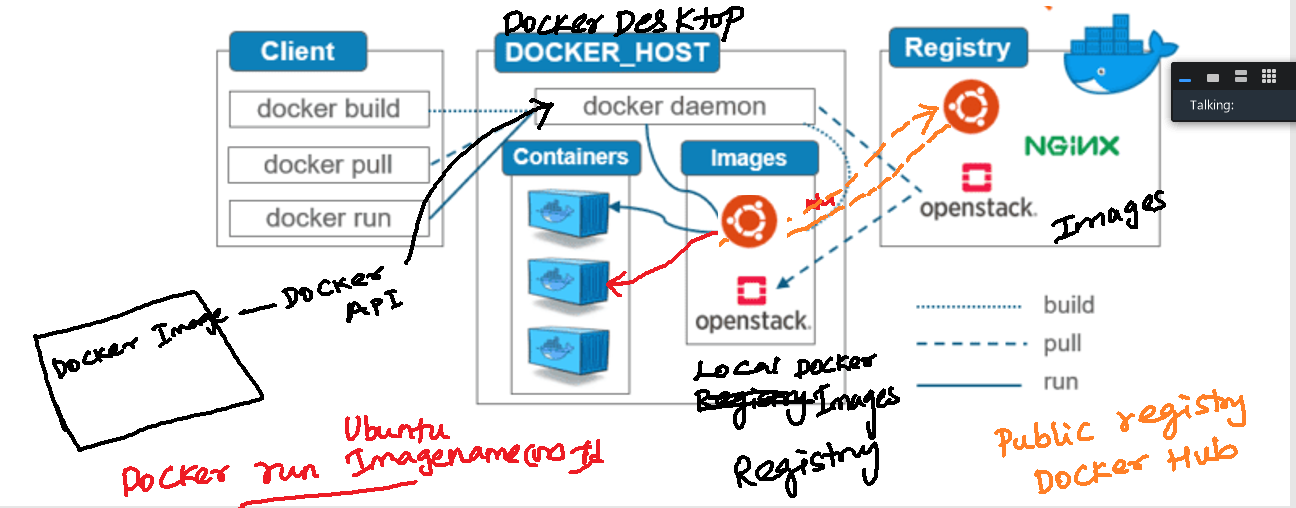 Docker Desktop
Client
DOCKER_HOST
Registry
docker build
docker daemon
docker pull
Containers
Images
docker run
NGINX
openstack.
Images
Talking:
Docker Image
Docker API
openstack.
Local Docker
Registry Images
Registry
build
pull
run
Ubuntu
Docker run Imagename (or) Id
Public registry
Docker Hub